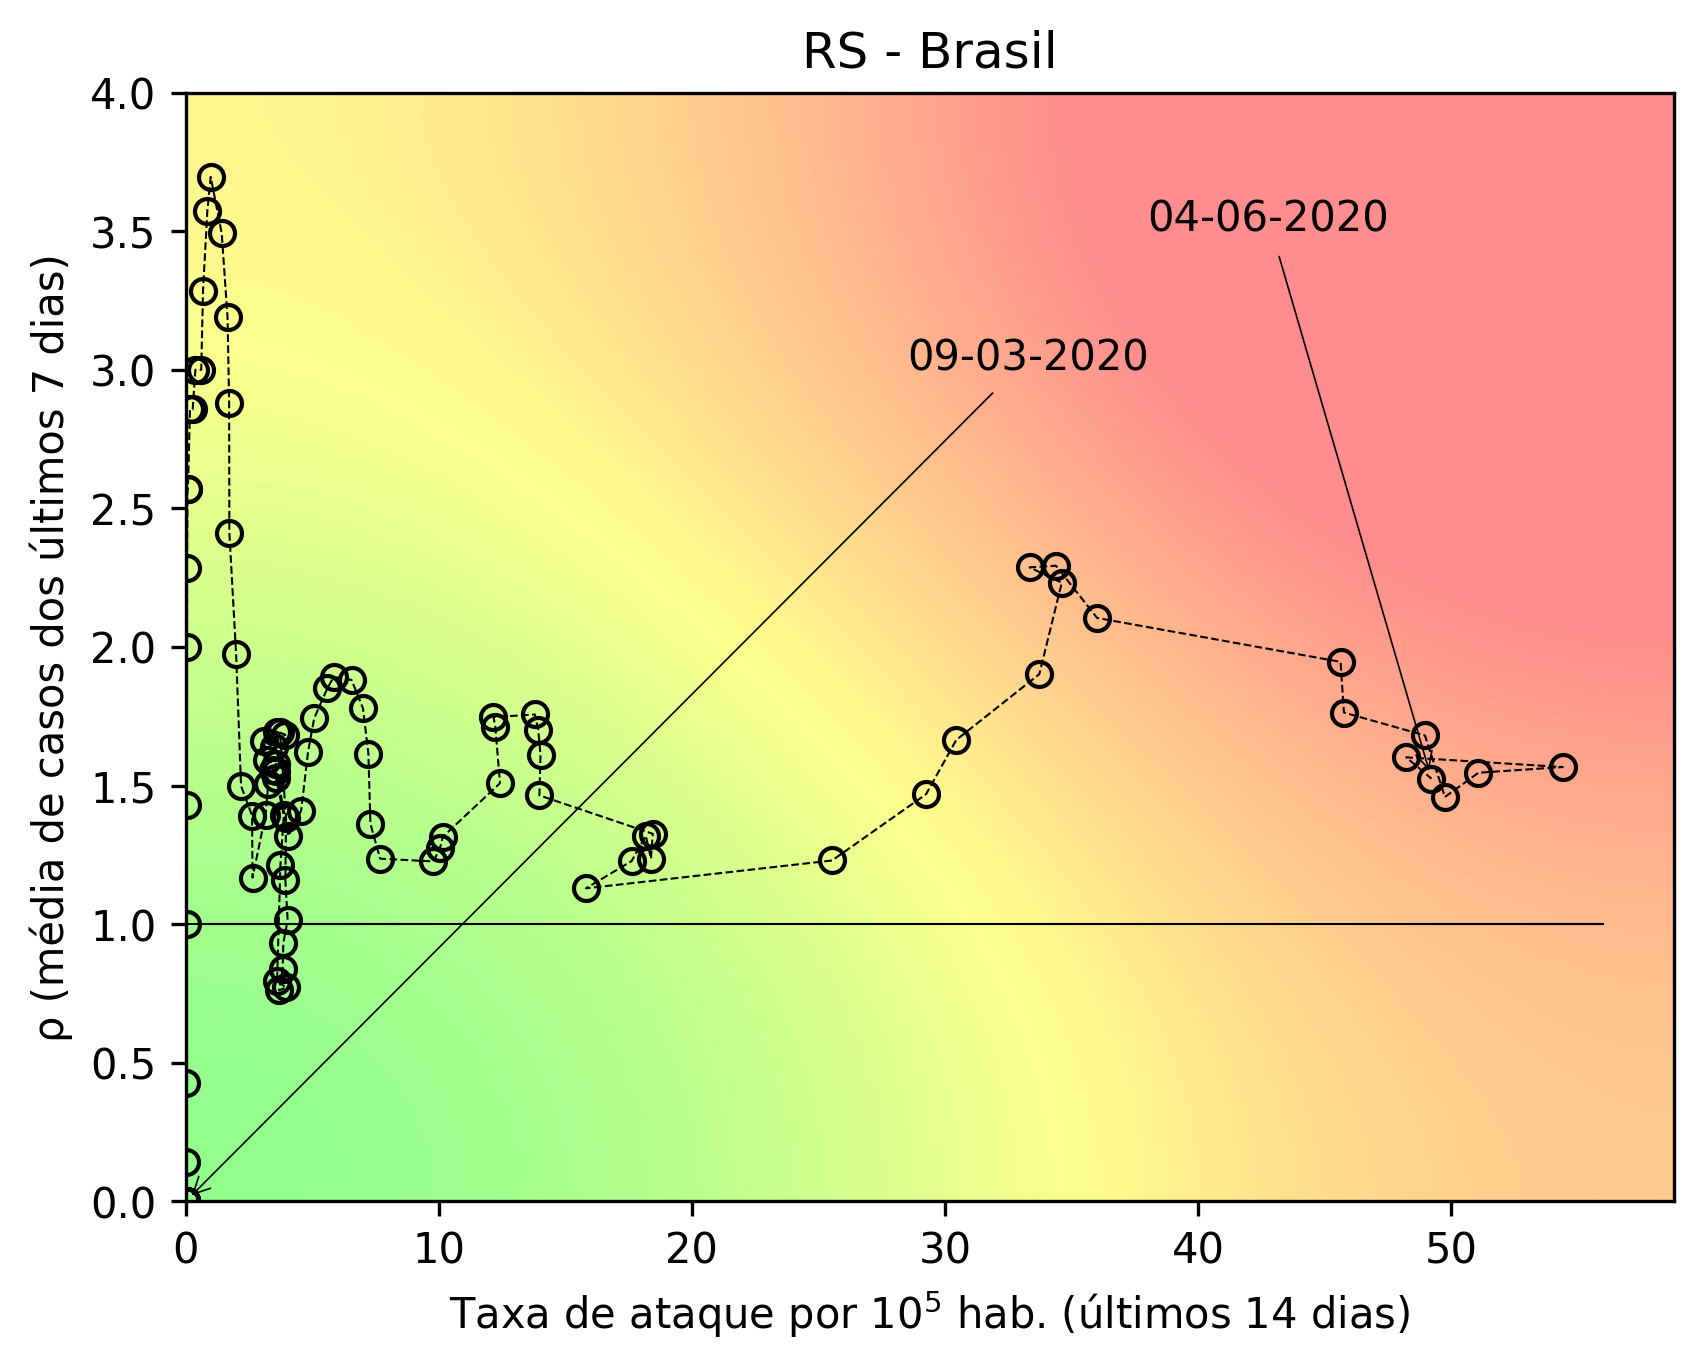 RS - Brasil
4.0
3.5
3.0
2.5
2.0
1.5
1.0
0.5
0.0
ρ (média de casos dos últimos 7 dias)
04-06-2020
09-03-2020
0 10 20 30 40 50
Taxa de ataque por 10⁵ hab. (últimos 14 dias)